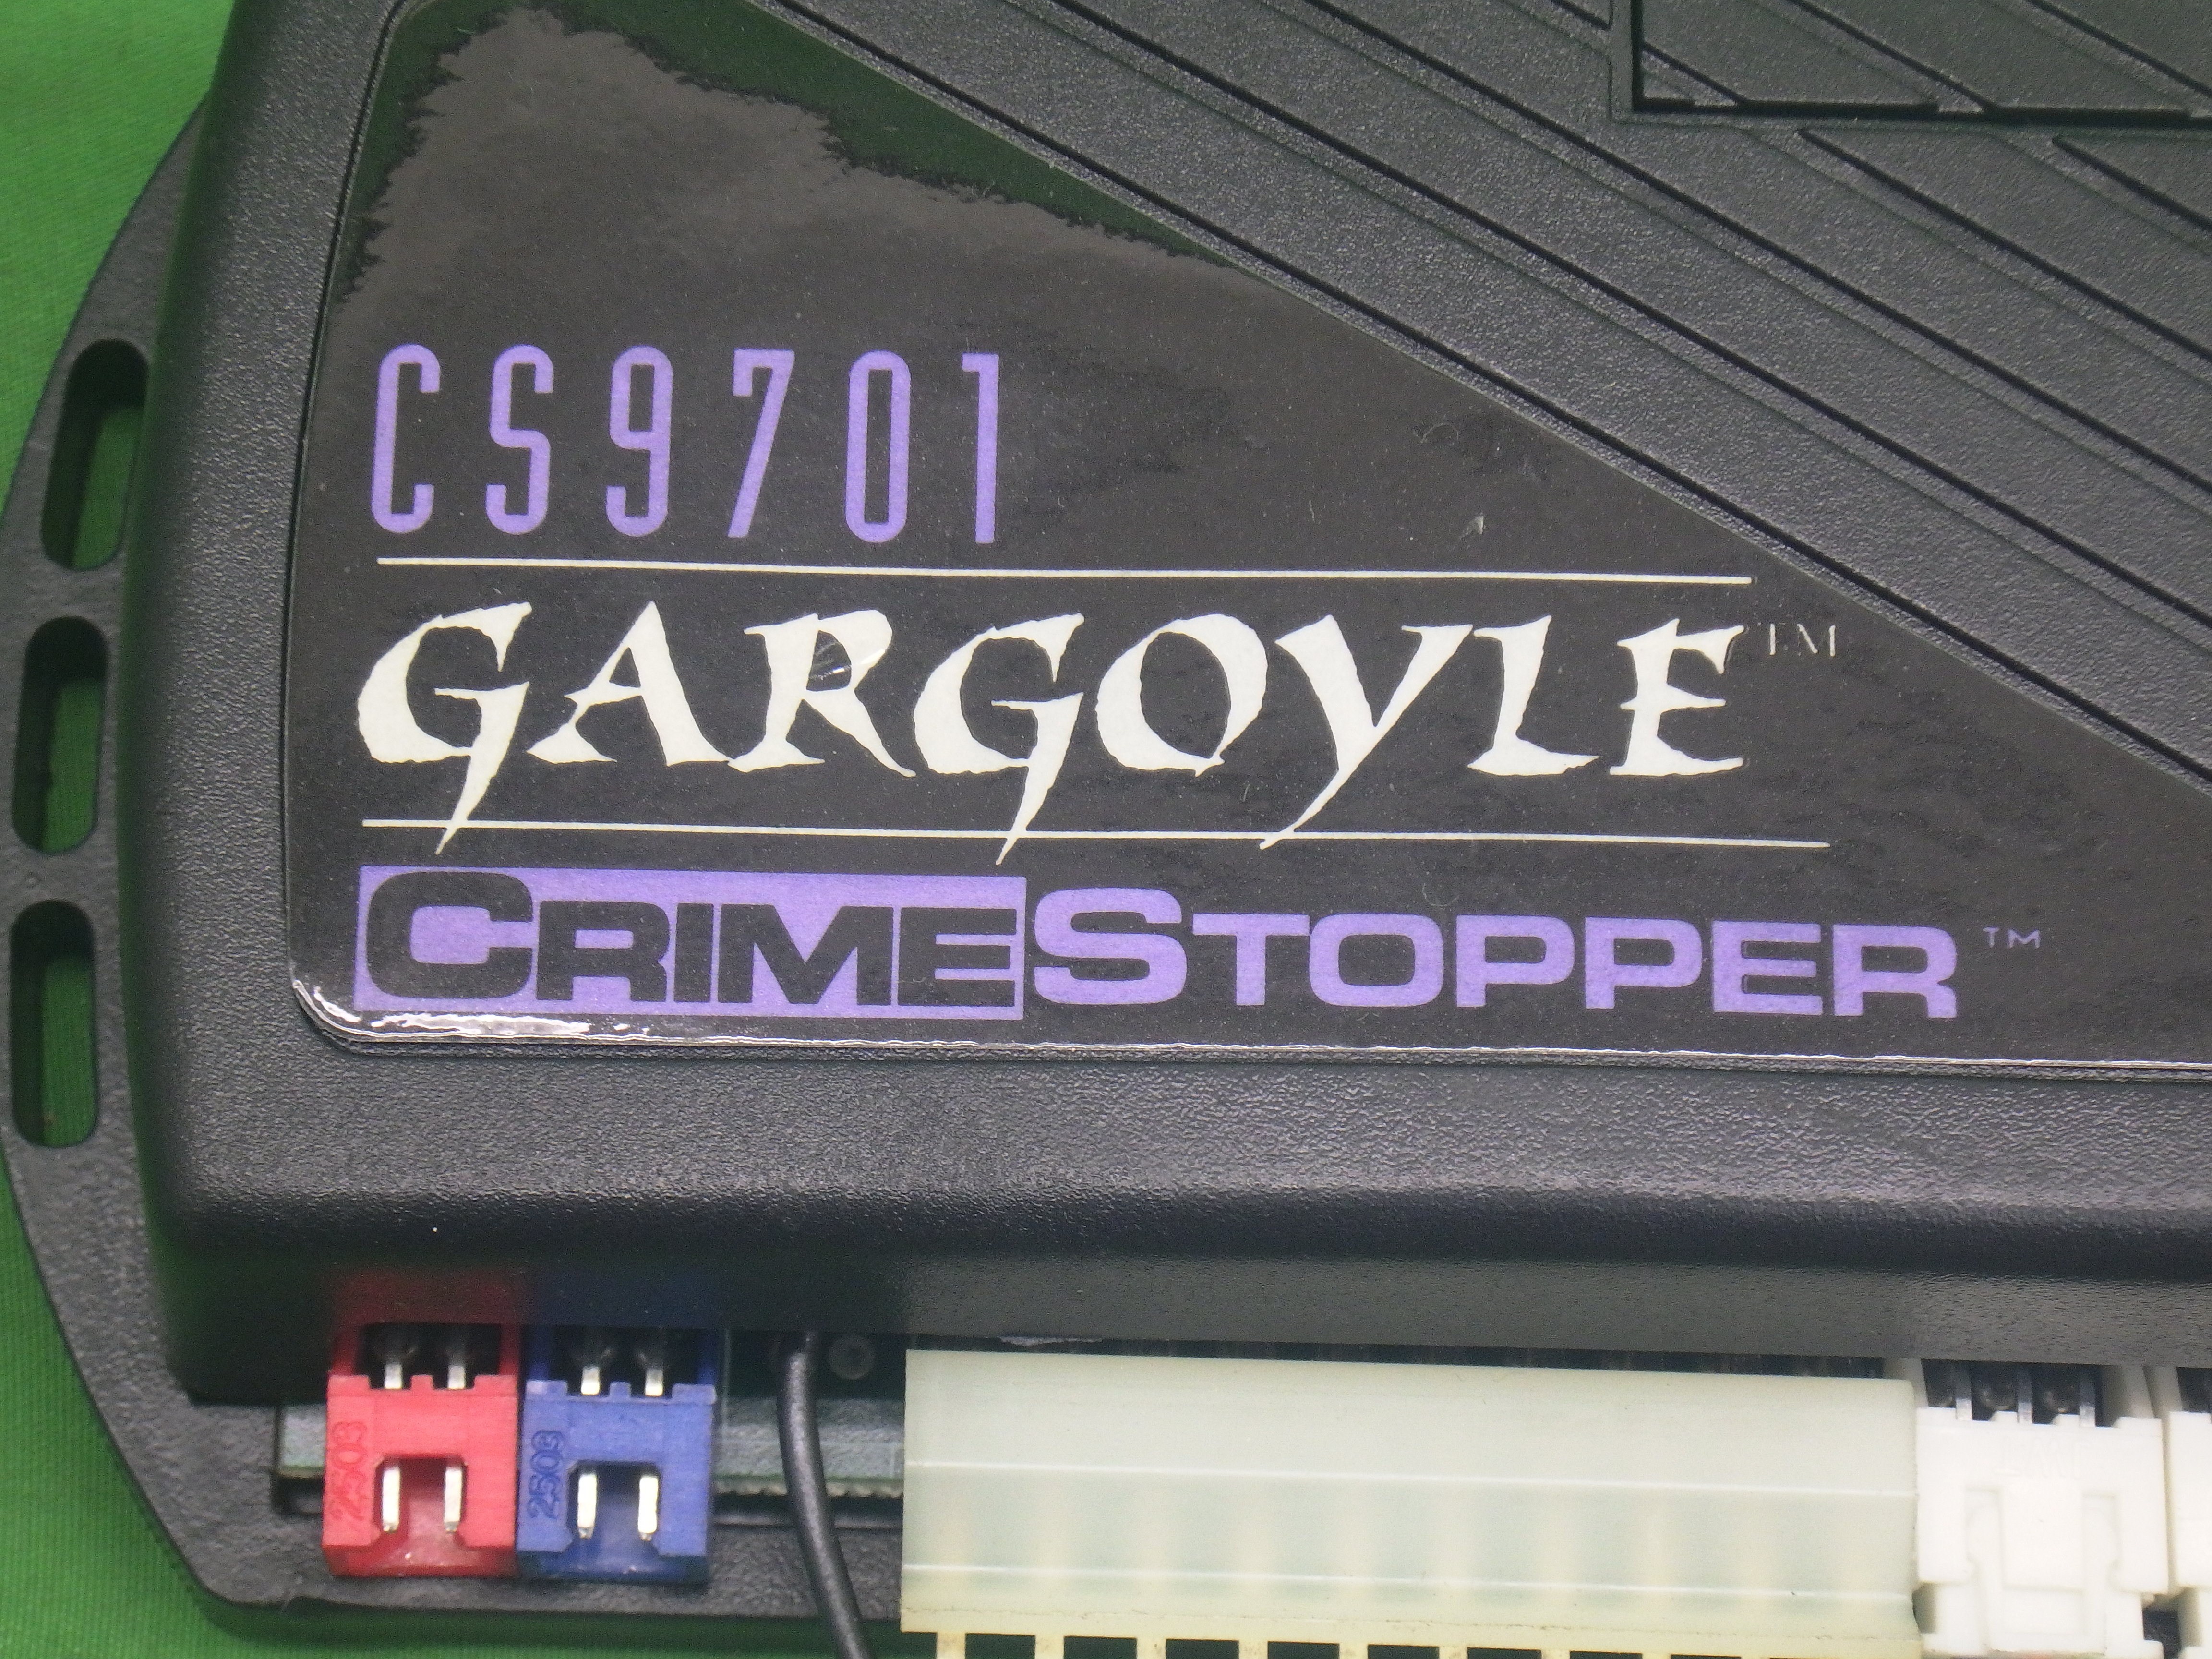 CS9701
GARGOYLE™
CRIMESTOPPER™
2503 2503